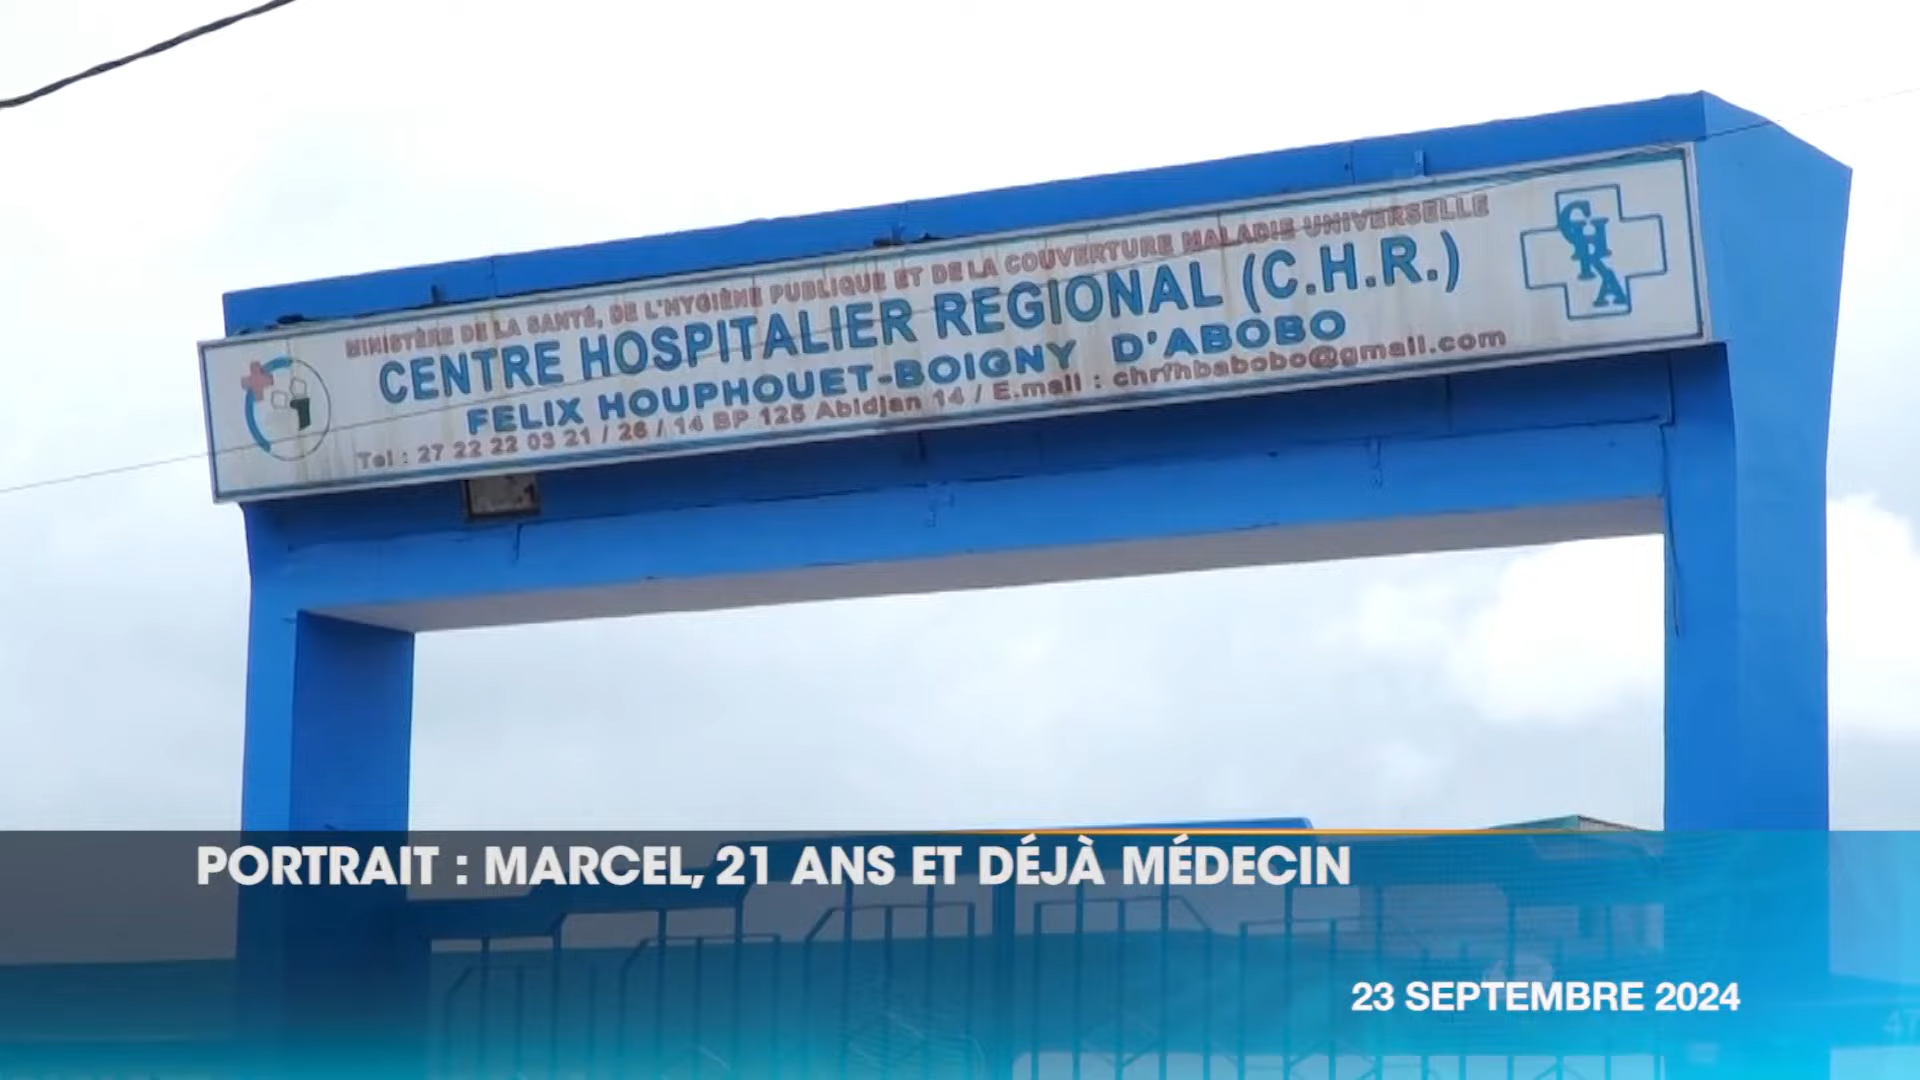 MINISTÈRE DE LA SANTÉ, DE L'HYGIÈNE PUBLIQUE ET DE LA COUVERTURE MALADIE UNIVERSELLE
CENTRE HOSPITALIER REGIONAL (C.H.R.)
FELIX HOUPHOUET-BOIGNY D'ABOBO
Tel : 27 22 22 03 21 / 26 / 14 BP 125 Abidjan 14 / E.mail : chrfhbabobo@gmail.com
CHRA
PORTRAIT : MARCEL, 21 ANS ET DÉJÀ MÉDECIN
23 SEPTEMBRE 2024